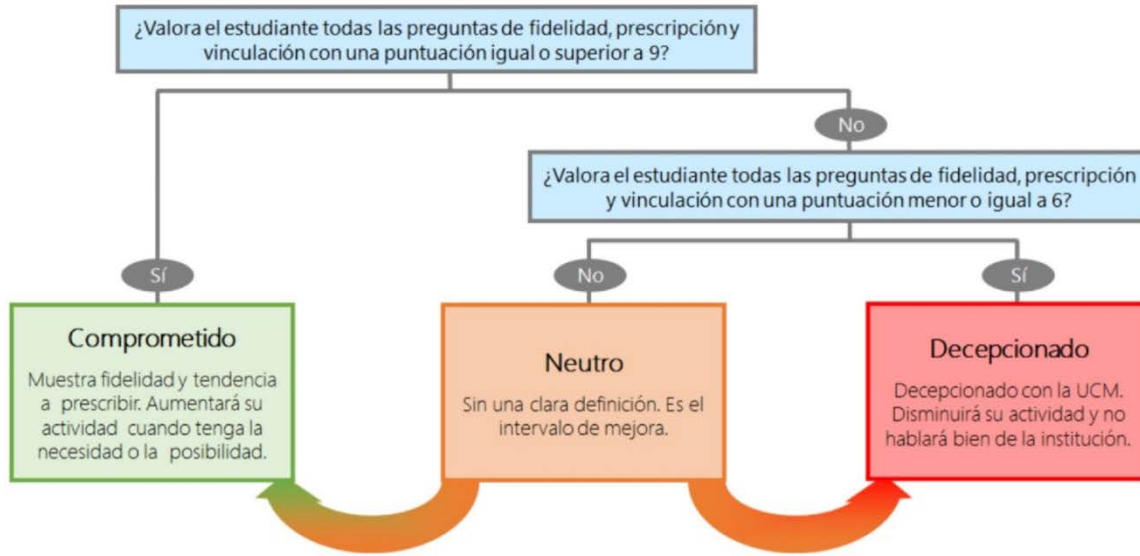 ¿Valora el estudiante todas las preguntas de fidelidad, prescripción y
vinculación con una puntuación igual o superior a 9?
No
¿Valora el estudiante todas las preguntas de fidelidad, prescripción
y vinculación con una puntuación menor o igual a 6?
Sí
No
Sí
Comprometido
Muestra fidelidad y tendencia
a prescribir. Aumentará su
actividad cuando tenga la
necesidad o la posibilidad.
Neutro
Sin una clara definición. Es el
intervalo de mejora.
Decepcionado
Decepcionado con la UCM.
Disminuirá su actividad y no
hablará bien de la institución.